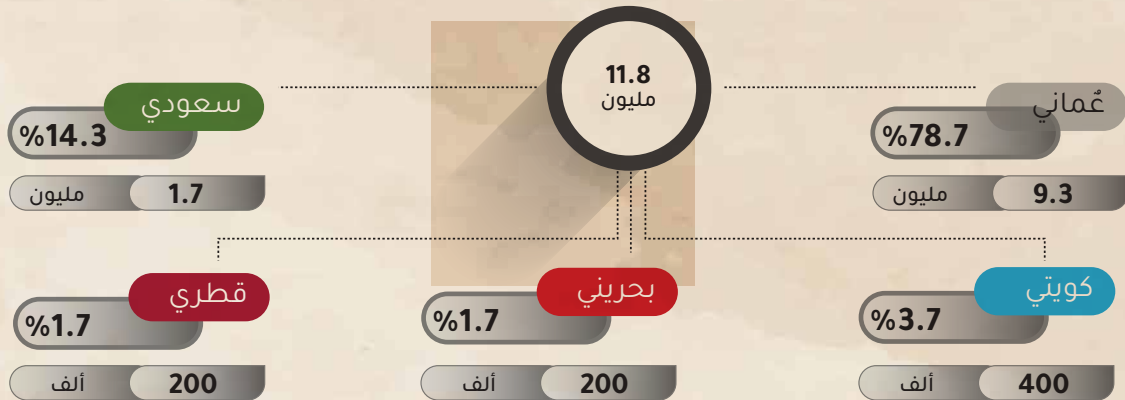 11.8
مليون
عٌماني
%78.7
9.3 مليون
سعودي
%14.3
1.7 مليون
كويتي
%3.7
400 ألف
بحريني
%1.7
200 ألف
قطري
%1.7
200 ألف